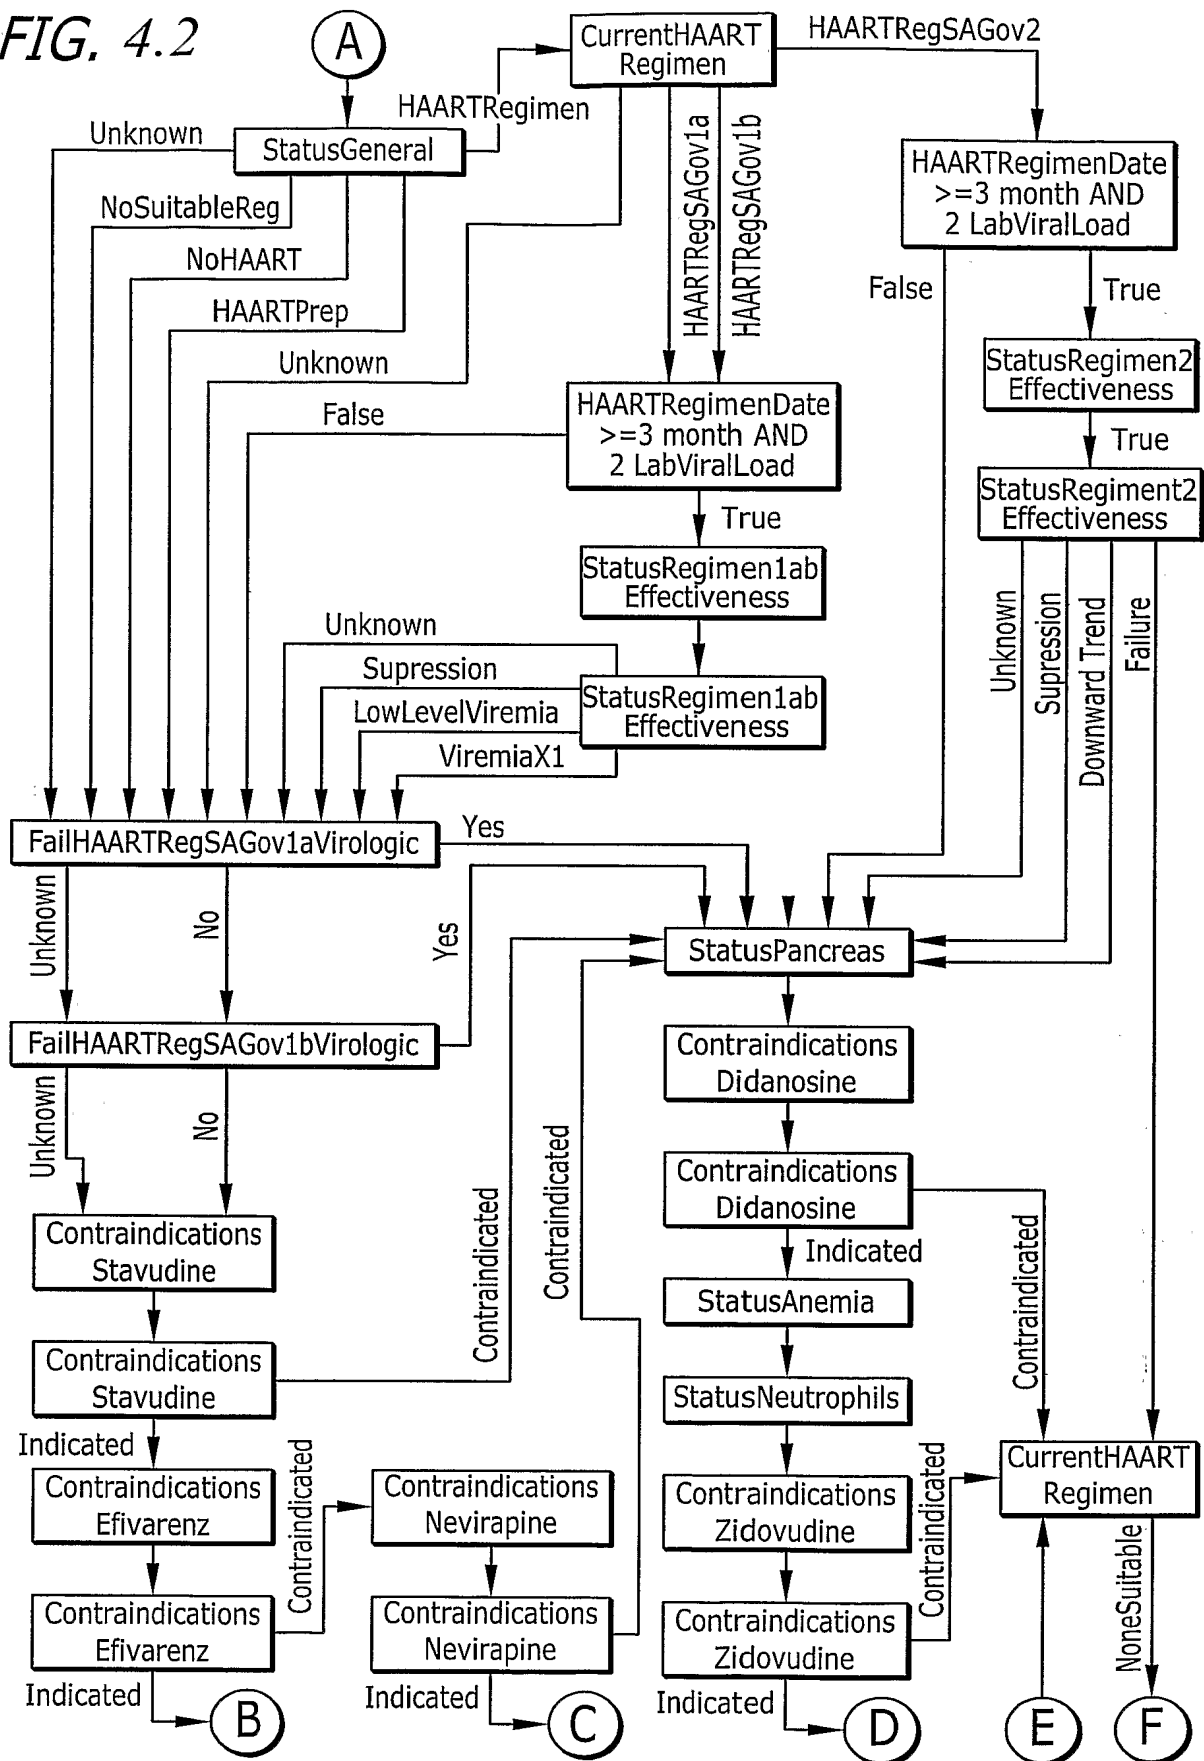 FIG. 4.2
A
CurrentHAART
Regimen
HAARTRegSAGov2
HAARTRegimen
Unknown
StatusGeneral
HAARTRegimenDate
>=3 month AND
2 LabViralLoad
NoSuitableReg
NoHAART
HAARTPrep
Unknown
HAARTRegSAGov1a
HAARTRegSAGov1b
False
True
StatusRegimen2
Effectiveness
True
StatusRegiment2
Effectiveness
False
HAARTRegimenDate
>=3 month AND
2 LabViralLoad
True
StatusRegimen1ab
Effectiveness
Unknown
Supression
LowLevelViremia
ViremiaX1
StatusRegimen1ab
Effectiveness
Unknown
Supression
Downward Trend
Failure
FailHAARTRegSAGov1aVirologic
Yes
Unknown
No
Yes
StatusPancreas
FailHAARTRegSAGov1bVirologic
Unknown
No
Contraindications
Didanosine
Contraindications
Didanosine
Indicated
Contraindicated
Contraindications
Stavudine
Contraindications
Stavudine
Contraindicated
Contraindicated
StatusAnemia
StatusNeutrophils
Indicated
Contraindications
Efivarenz
Contraindicated
Contraindications
Nevirapine
Contraindications
Zidovudine
Contraindicated
CurrentHAART
Regimen
Contraindications
Efivarenz
Contraindications
Nevirapine
Contraindications
Zidovudine
NoneSuitable
Indicated
B
Indicated
C
Indicated
D
E
F